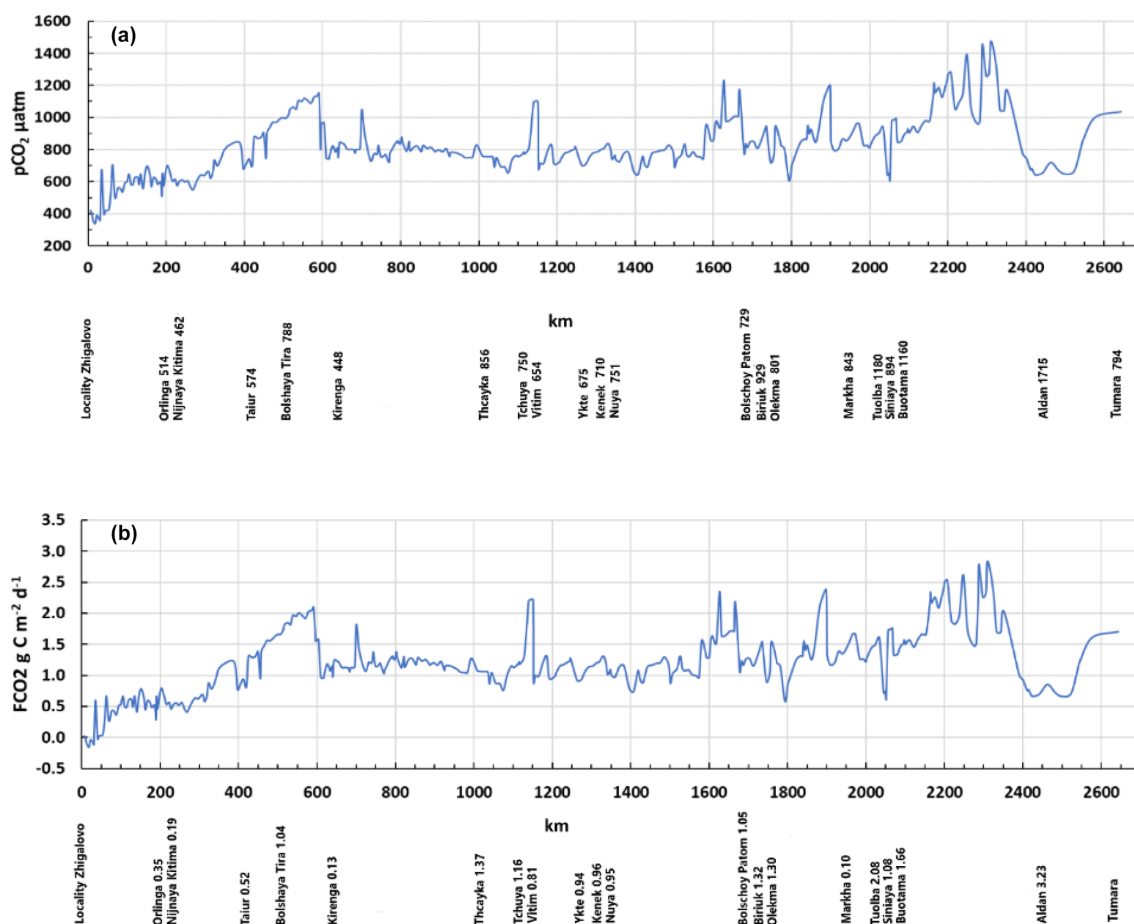 (a)
pCO2 µatm
1600
1400
1200
1000
800
600
400
200
0 200 400 600 800 1000 1200 1400 1600 1800 2000 2200 2400 2600
km
Locality Zhigalovo
Orlinga 514
Nijnaya Kitima 462
Taiur 574
Bolshaya Tira 788
Kirenga 448
Thcayka 856
Tchuya 750
Vitim 654
Ykte 675
Kenek 710
Nuya 751
Bolschoy Patom 729
Biriuk 929
Olekma 801
Markha 843
Tuolba 1180
Siniaya 894
Buotama 1160
Aldan 1715
Tumara 794
(b)
FCO2 g C m-2 d-1
3.5
3.0
2.5
2.0
1.5
1.0
0.5
0.0
-0.5
0 200 400 600 800 1000 1200 1400 1600 1800 2000 2200 2400 2600
km
Locality Zhigalovo
Orlinga 0.35
Nijnaya Kitima 0.19
Taiur 0.52
Bolshaya Tira 1.04
Kirenga 0.13
Thcayka 1.37
Tchuya 1.16
Vitim 0.81
Ykte 0.94
Kenek 0.96
Nuya 0.95
Bolschoy Patom 1.05
Biriuk 1.32
Olekma 1.30
Markha 0.10
Tuolba 2.08
Siniaya 1.08
Buotama 1.66
Aldan 3.23
Tumara